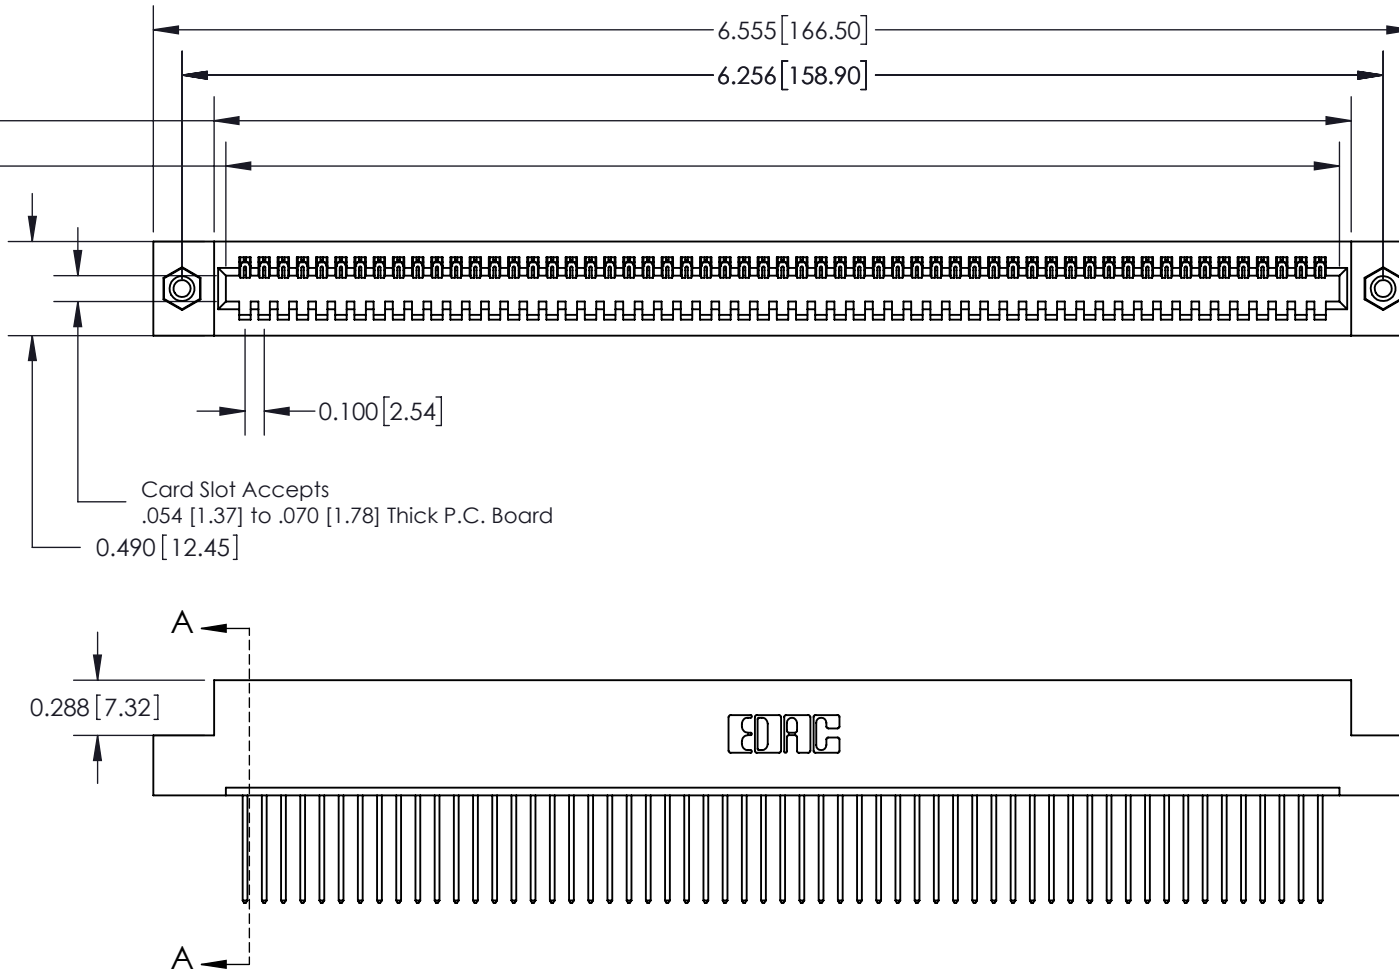 6.555[166.50]
6.256[158.90]
0.100[2.54]
Card Slot Accepts
.054 [1.37] to .070 [1.78] Thick P.C. Board
0.490[12.45]
A
0.288[7.32]
EDAC
A